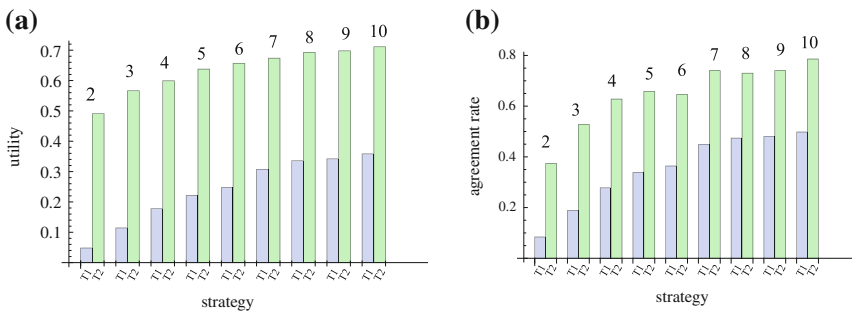 (a)
utility
0.7
0.6
0.5
0.4
0.3
0.2
0.1
2 3 4 5 6 7 8 9 10
T1 T2 T1 T2 T1 T2 T1 T2 T1 T2 T1 T2 T1 T2 T1 T2 T1 T2
strategy
(b)
agreement rate
0.8
0.6
0.4
0.2
2 3 4 5 6 7 8 9 10
T1 T2 T1 T2 T1 T2 T1 T2 T1 T2 T1 T2 T1 T2 T1 T2 T1 T2
strategy